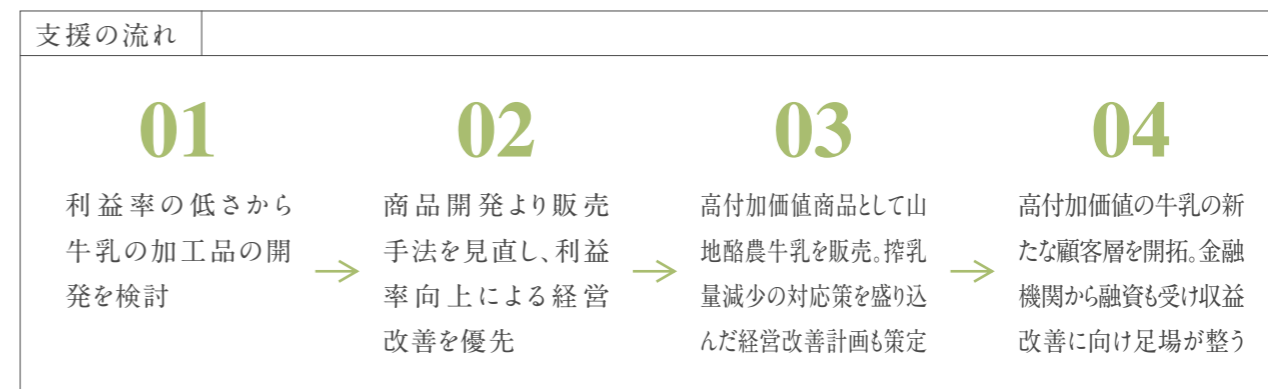 支援の流れ
01
利益率の低さから
牛乳の加工品の開
発を検討
02
商品開発より販売
手法を見直し、利益
率向上による経営
改善を優先
03
高付加価値商品として山
地酪農牛乳を販売。搾乳
量減少の対応策を盛り込
んだ経営改善計画も策定
04
高付加価値の牛乳の新
たな顧客層を開拓。金融
機関から融資も受け収益
改善に向け足場が整う